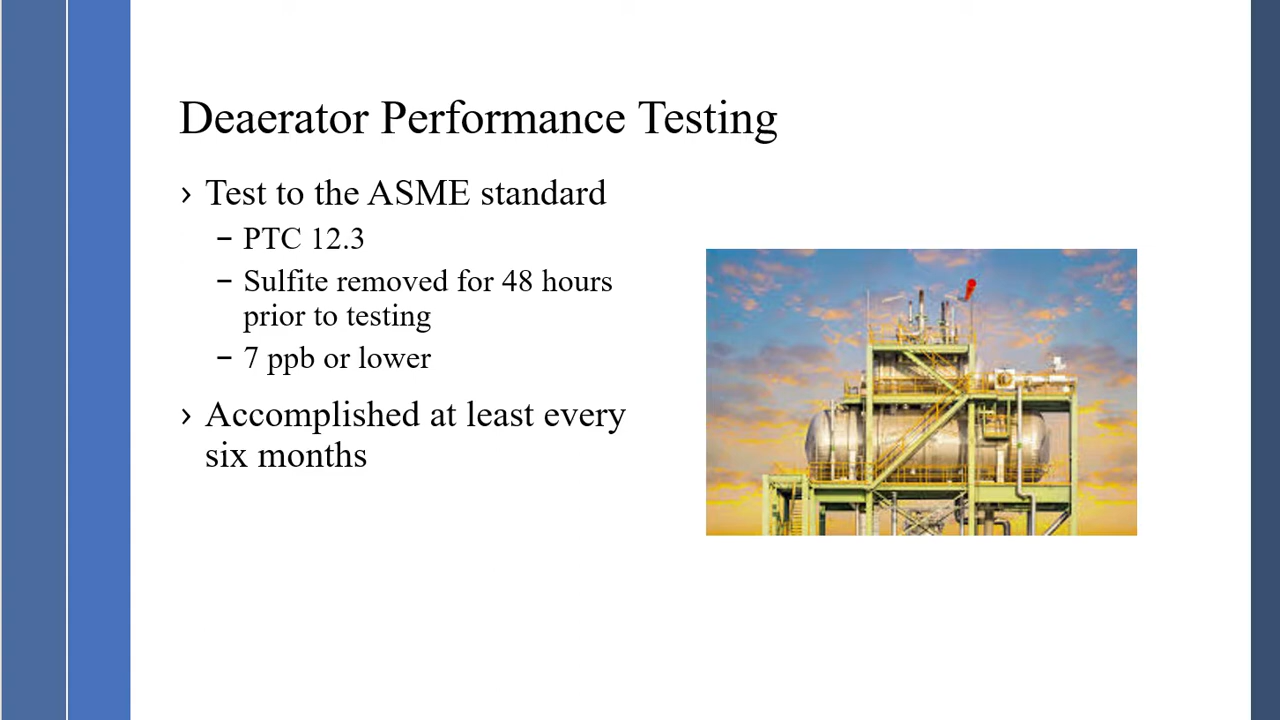 Deaerator Performance Testing
› Test to the ASME standard
– PTC 12.3
– Sulfite removed for 48 hours
prior to testing
– 7 ppb or lower
› Accomplished at least every
six months